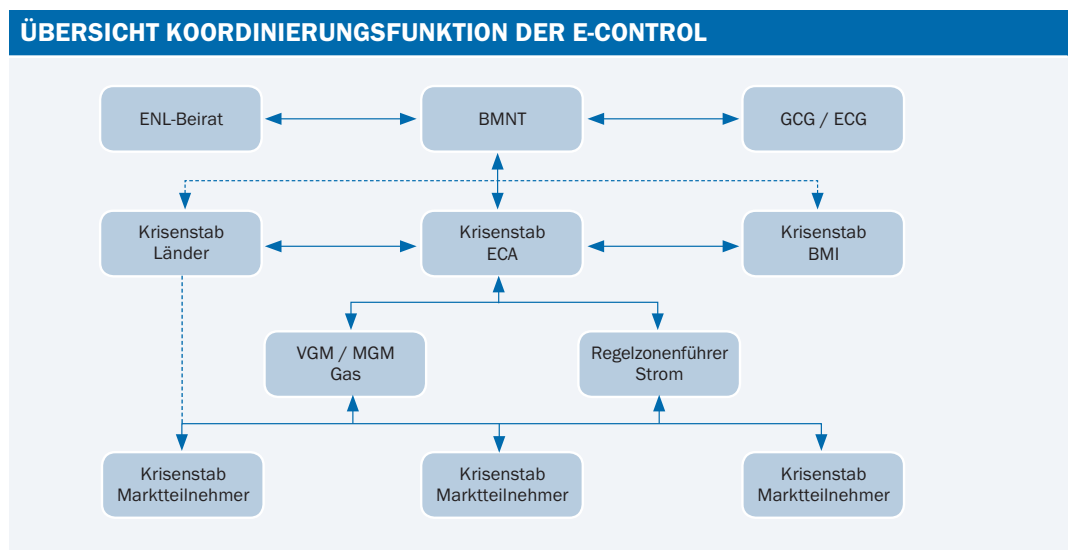 ÜBERSICHT KOORDINIERUNGSFUNKTION DER E-CONTROL
ENL-Beirat
BMNT
GCG / ECG
Krisenstab
Länder
Krisenstab
ECA
Krisenstab
BMI
VGM / MGM
Gas
Regelzonenführer
Strom
Krisenstab
Marktteilnehmer
Krisenstab
Marktteilnehmer
Krisenstab
Marktteilnehmer